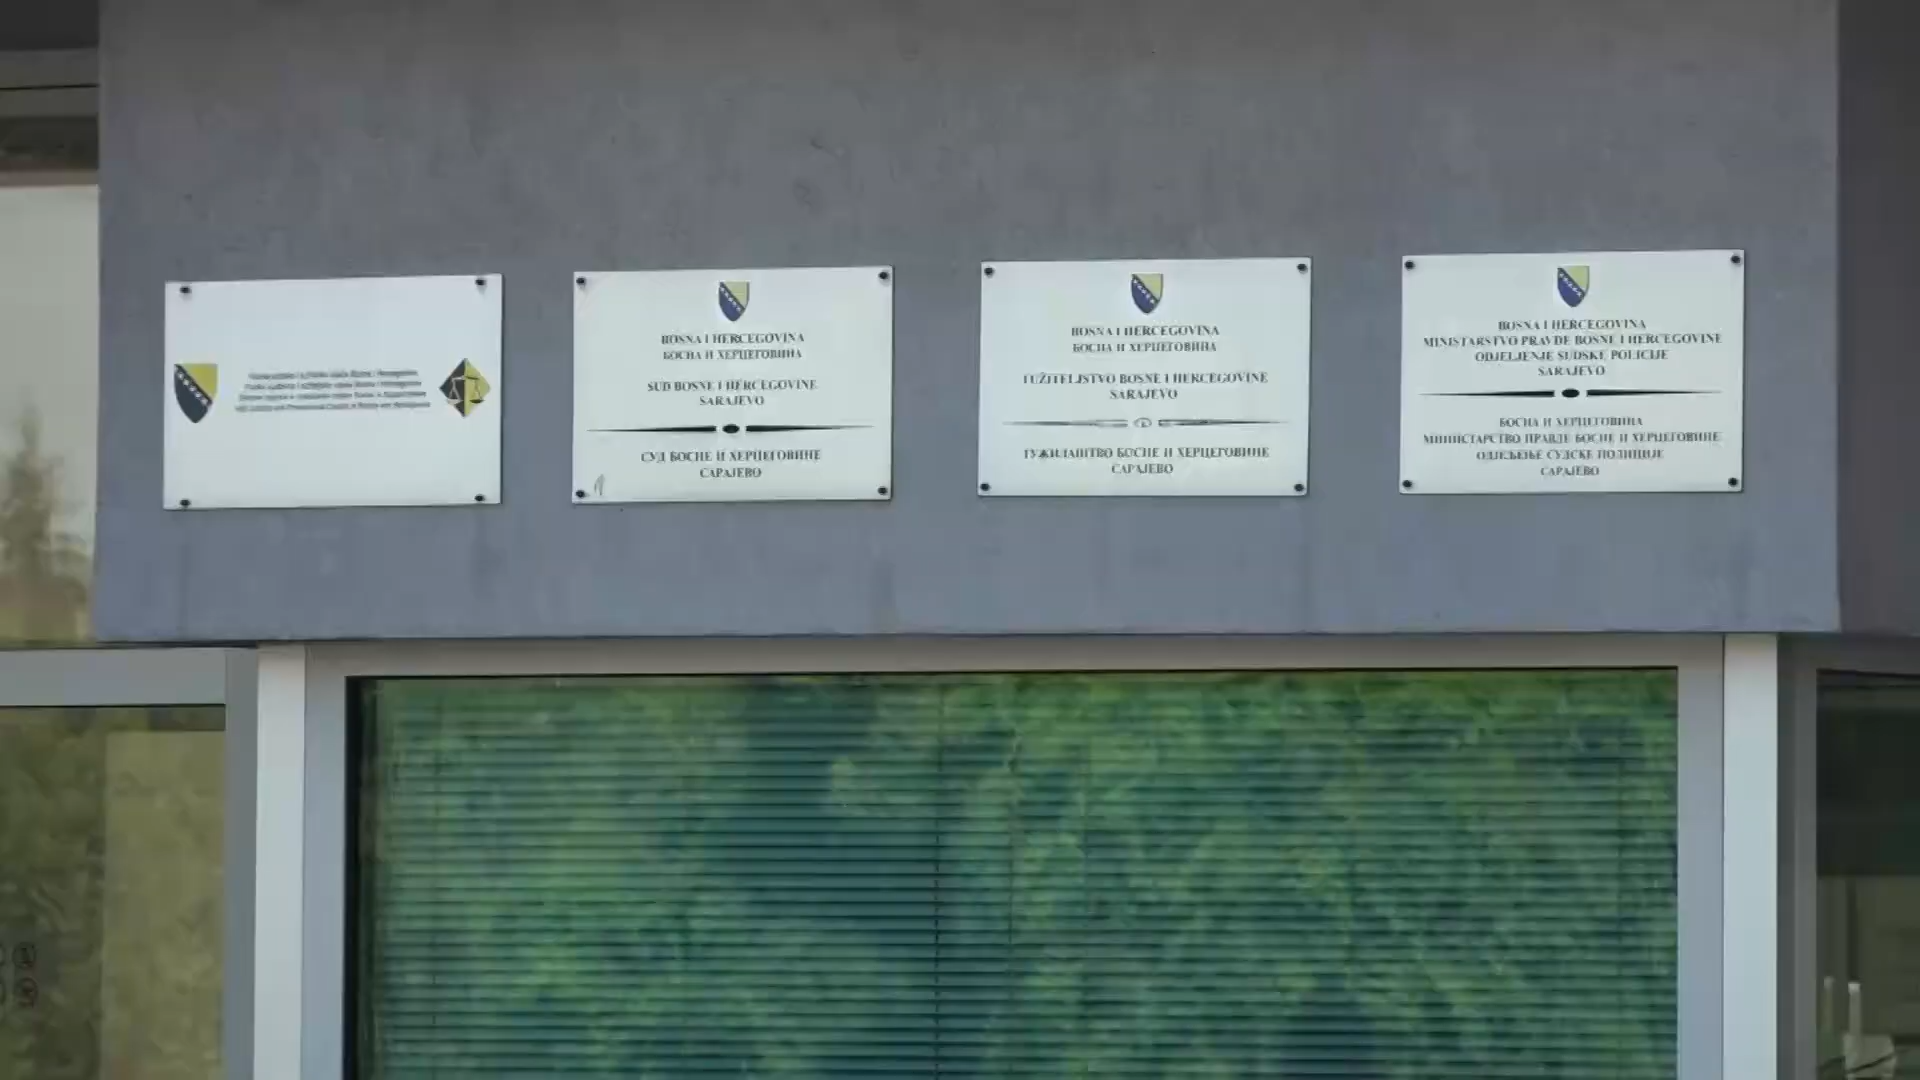 BOSNA I HERCEGOVINA
БОСНА И ХЕРЦЕГОВИНА
SUD BOSNE I HERCEGOVINE
SARAJEVO
СУД БОСНЕ И ХЕРЦЕГОВИНЕ
САРАЈЕВО
BOSNA I HERCEGOVINA
БОСНА И ХЕРЦЕГОВИНА
TUŽITELJSTVO BOSNE I HERCEGOVINE
SARAJEVO
ТУЖИЛАШТВО БОСНЕ И ХЕРЦЕГОВИНЕ
САРАЈЕВО
BOSNA I HERCEGOVINA
MINISTARSTVO PRAVDE BOSNE I HERCEGOVINE
ODJELJENJE SUDSKE POLICIJE
SARAJEVO
БОСНА И ХЕРЦЕГОВИНА
МИНИСТАРСТВО ПРАВДЕ БОСНЕ И ХЕРЦЕГОВИНЕ
ОДЈЕЉЕЊЕ СУДСКЕ ПОЛИЦИЈЕ
САРАЈЕВО